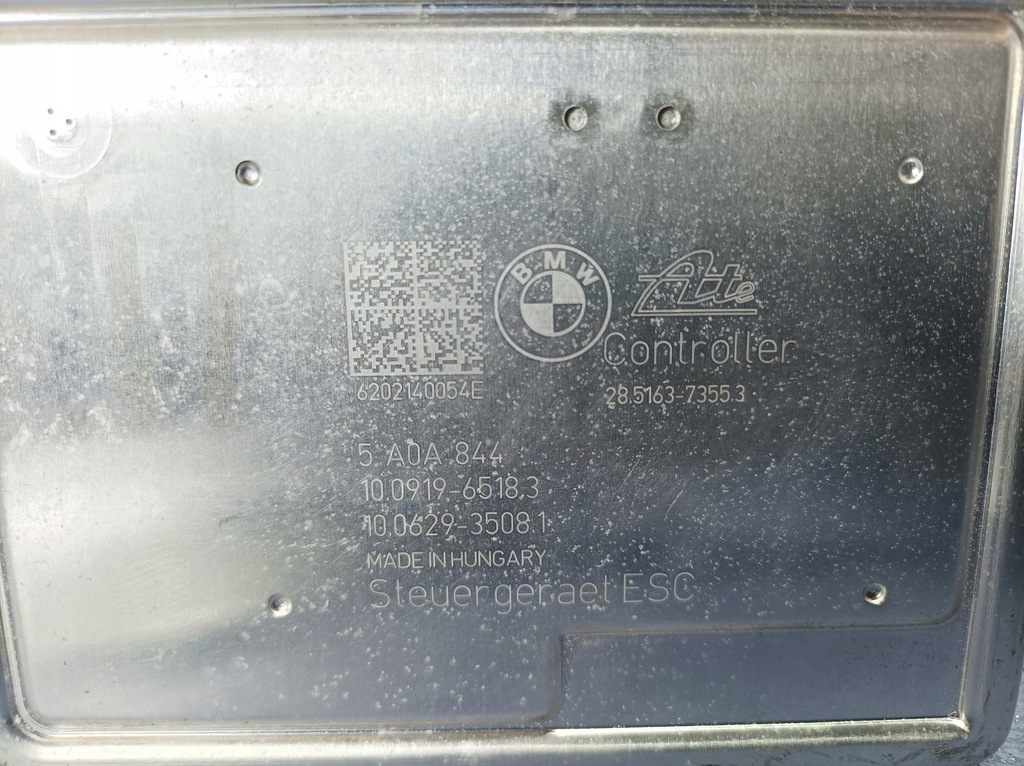 BMW
Ate
Controller
6202140054E
28.5163-7355.3
5 A0A 844
10.0919-6518.3
10.0629-3508.1
MADE IN HUNGARY
Steuergeraet ESC